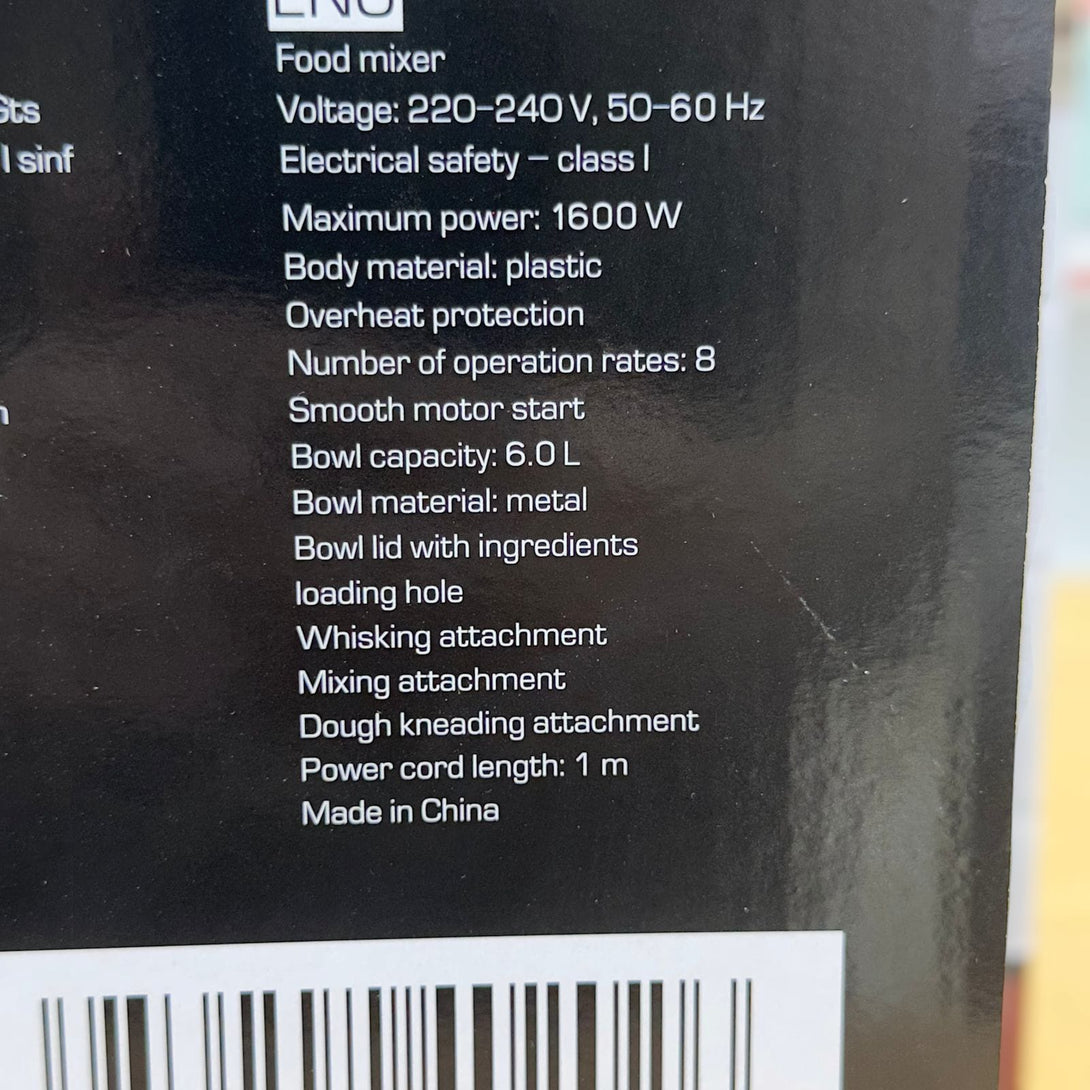 ENG
Food mixer
Voltage: 220–240 V, 50–60 Hz
Electrical safety – class I
Maximum power: 1600 W
Body material: plastic
Overheat protection
Number of operation rates: 8
Smooth motor start
Bowl capacity: 6.0 L
Bowl material: metal
Bowl lid with ingredients
loading hole
Whisking attachment
Mixing attachment
Dough kneading attachment
Power cord length: 1 m
Made in China
I sinf